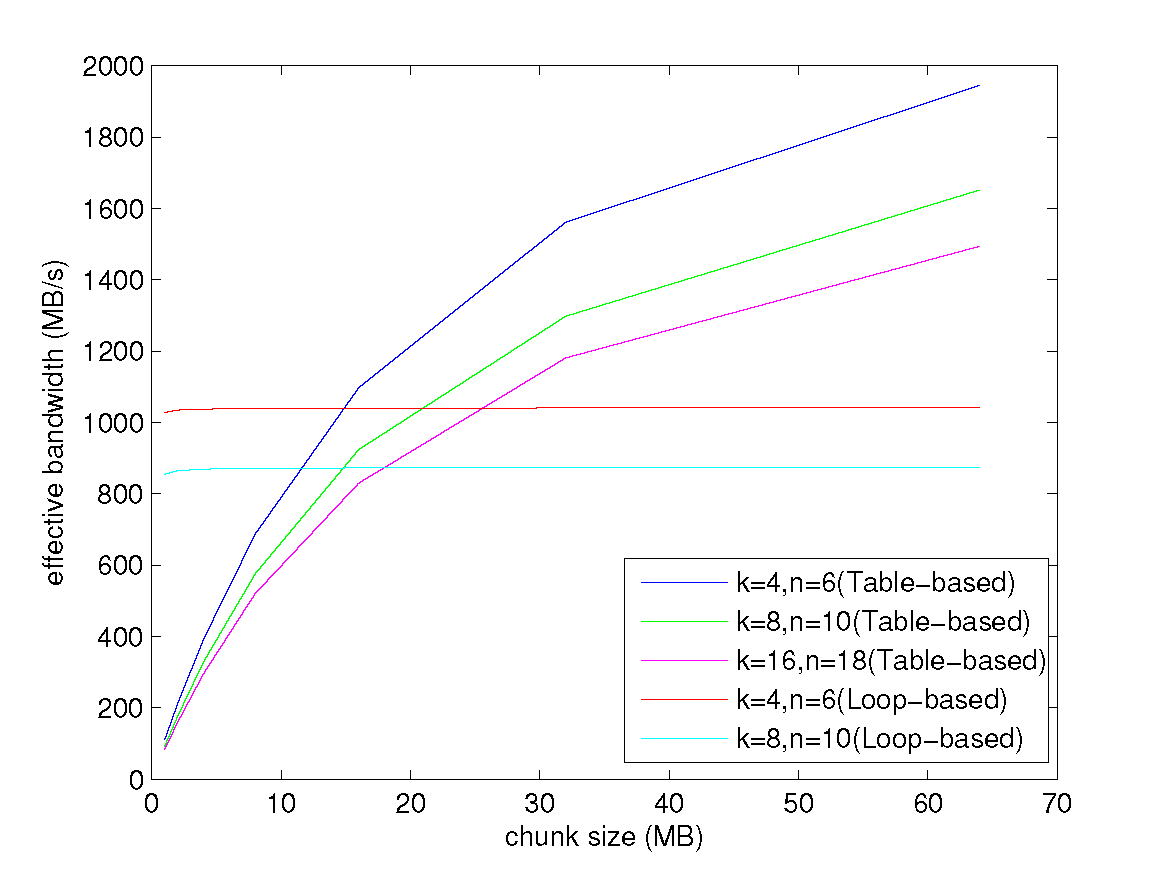 2000
1800
1600
1400
1200
1000
800
600
400
200
0
effective bandwidth (MB/s)
k=4,n=6(Table−based)
k=8,n=10(Table−based)
k=16,n=18(Table−based)
k=4,n=6(Loop−based)
k=8,n=10(Loop−based)
0 10 20 30 40 50 60 70
chunk size (MB)